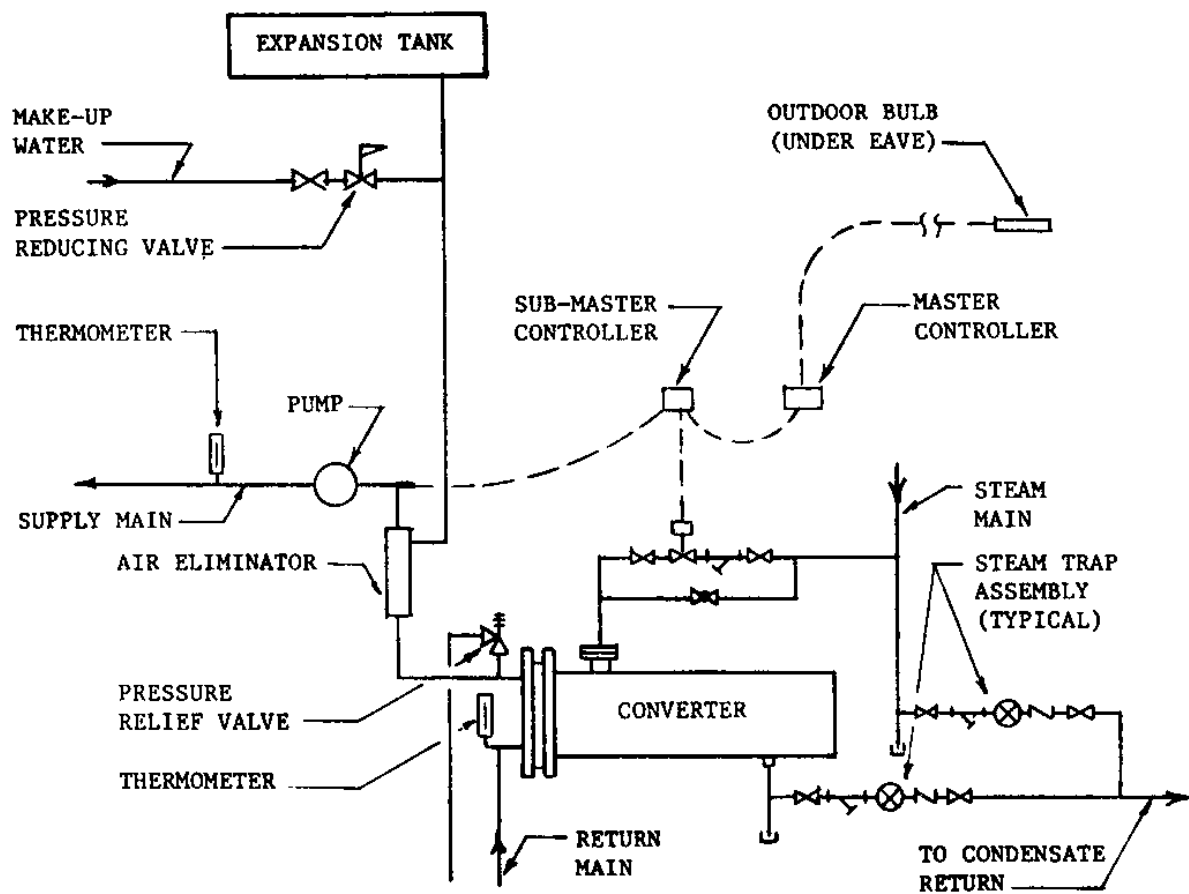 EXPANSION TANK
MAKE-UP
WATER
OUTDOOR BULB
(UNDER EAVE)
PRESSURE
REDUCING VALVE
SUB-MASTER
CONTROLLER
MASTER
CONTROLLER
THERMOMETER
PUMP
SUPPLY MAIN
STEAM
MAIN
AIR ELIMINATOR
STEAM TRAP
ASSEMBLY
(TYPICAL)
PRESSURE
RELIEF VALVE
CONVERTER
THERMOMETER
RETURN
MAIN
TO CONDENSATE
RETURN